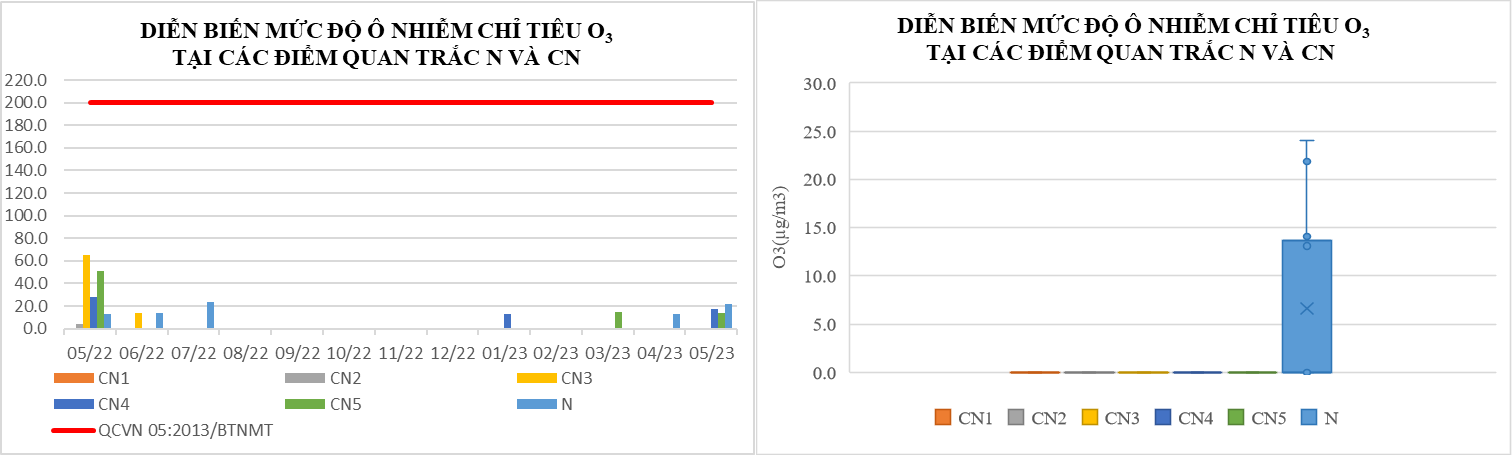 DIỄN BIẾN MỨC ĐỘ Ô NHIỄM CHỈ TIÊU O3
TẠI CÁC ĐIỂM QUAN TRẮC N VÀ CN
220.0
200.0
180.0
160.0
140.0
120.0
100.0
80.0
60.0
40.0
20.0
0.0
05/22 06/22 07/22 08/22 09/22 10/22 11/22 12/22 01/23 02/23 03/23 04/23 05/23
CN1 CN2 CN3
CN4 CN5 N
QCVN 05:2013/BTNMT
DIỄN BIẾN MỨC ĐỘ Ô NHIỄM CHỈ TIÊU O3
TẠI CÁC ĐIỂM QUAN TRẮC N VÀ CN
O3(µg/m3)
30.0
25.0
20.0
15.0
10.0
5.0
0.0
CN1 CN2 CN3 CN4 CN5 N